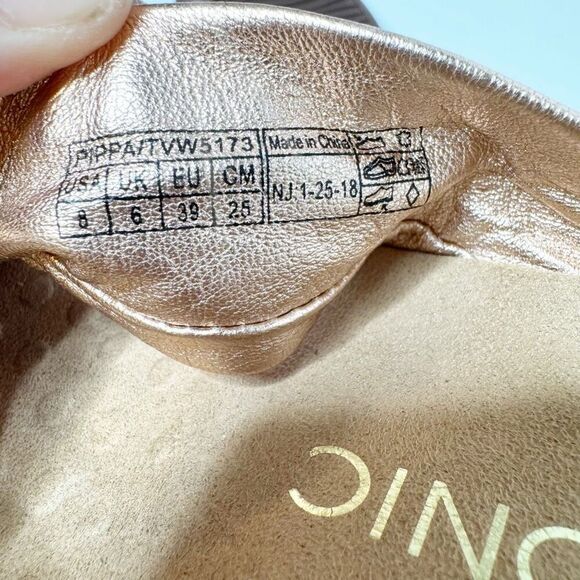 PIPPA/TVW5173
USA UK EU CM
8 6 39 25
Made in China
NJ. 1-25-18
ONIC